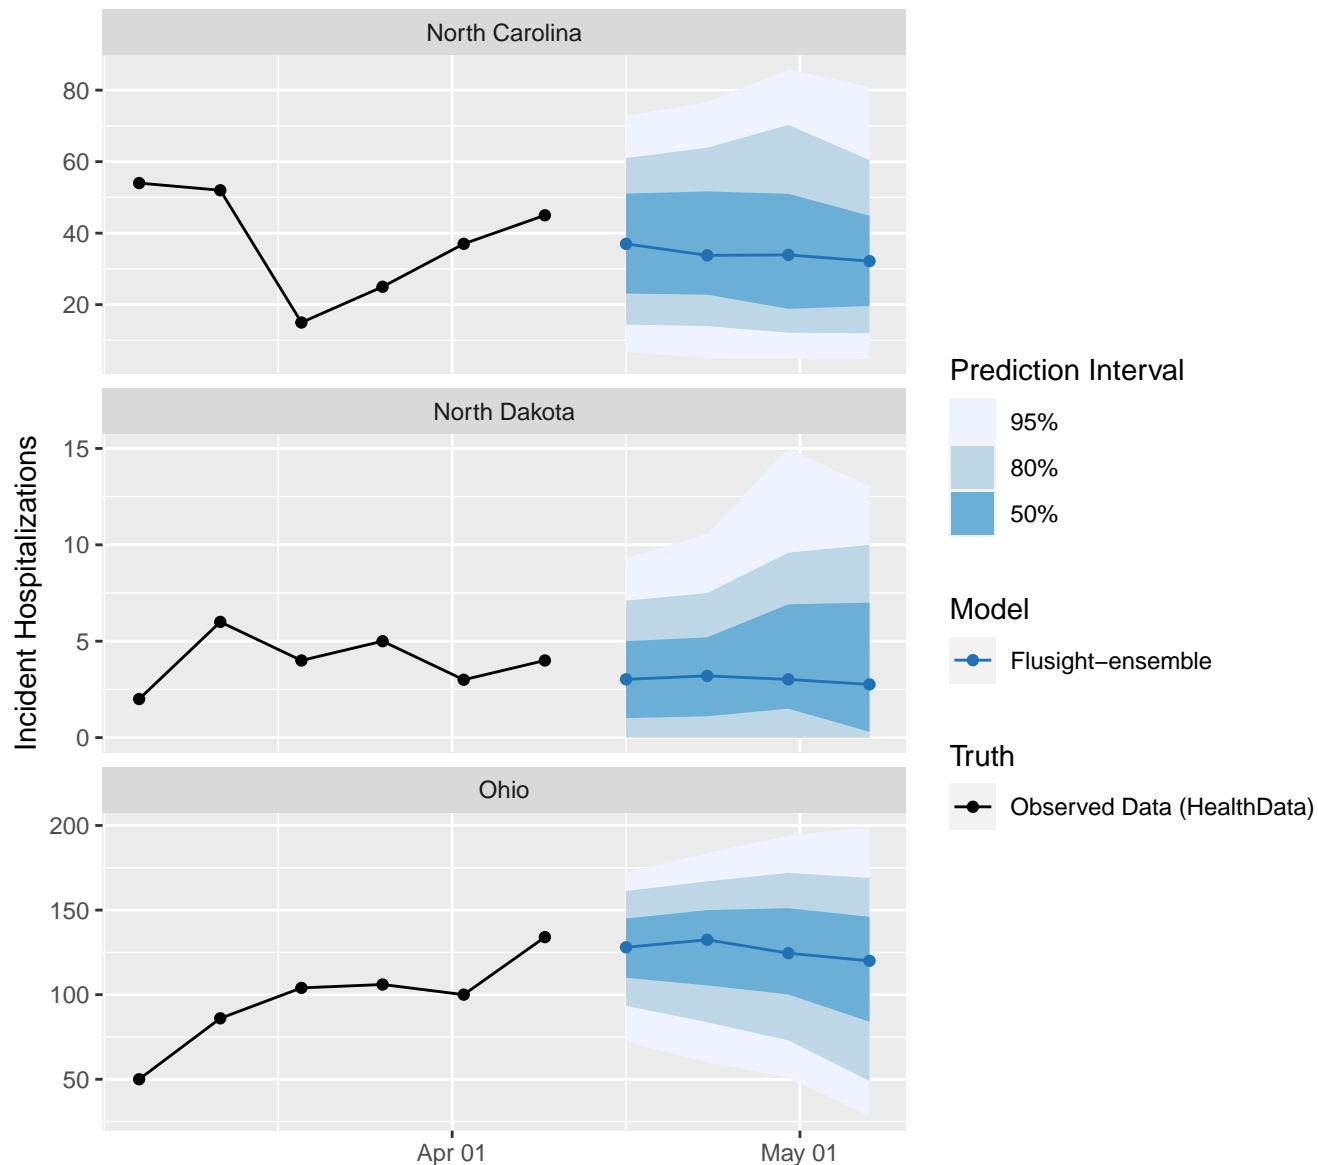 North Carolina
80
60
40
20
North Dakota
15
10
5
0
Ohio
200
150
100
50
Apr 01
May 01
Incident Hospitalizations
Prediction Interval
95%
80%
50%
Model
Flusight−ensemble
Truth
Observed Data (HealthData)